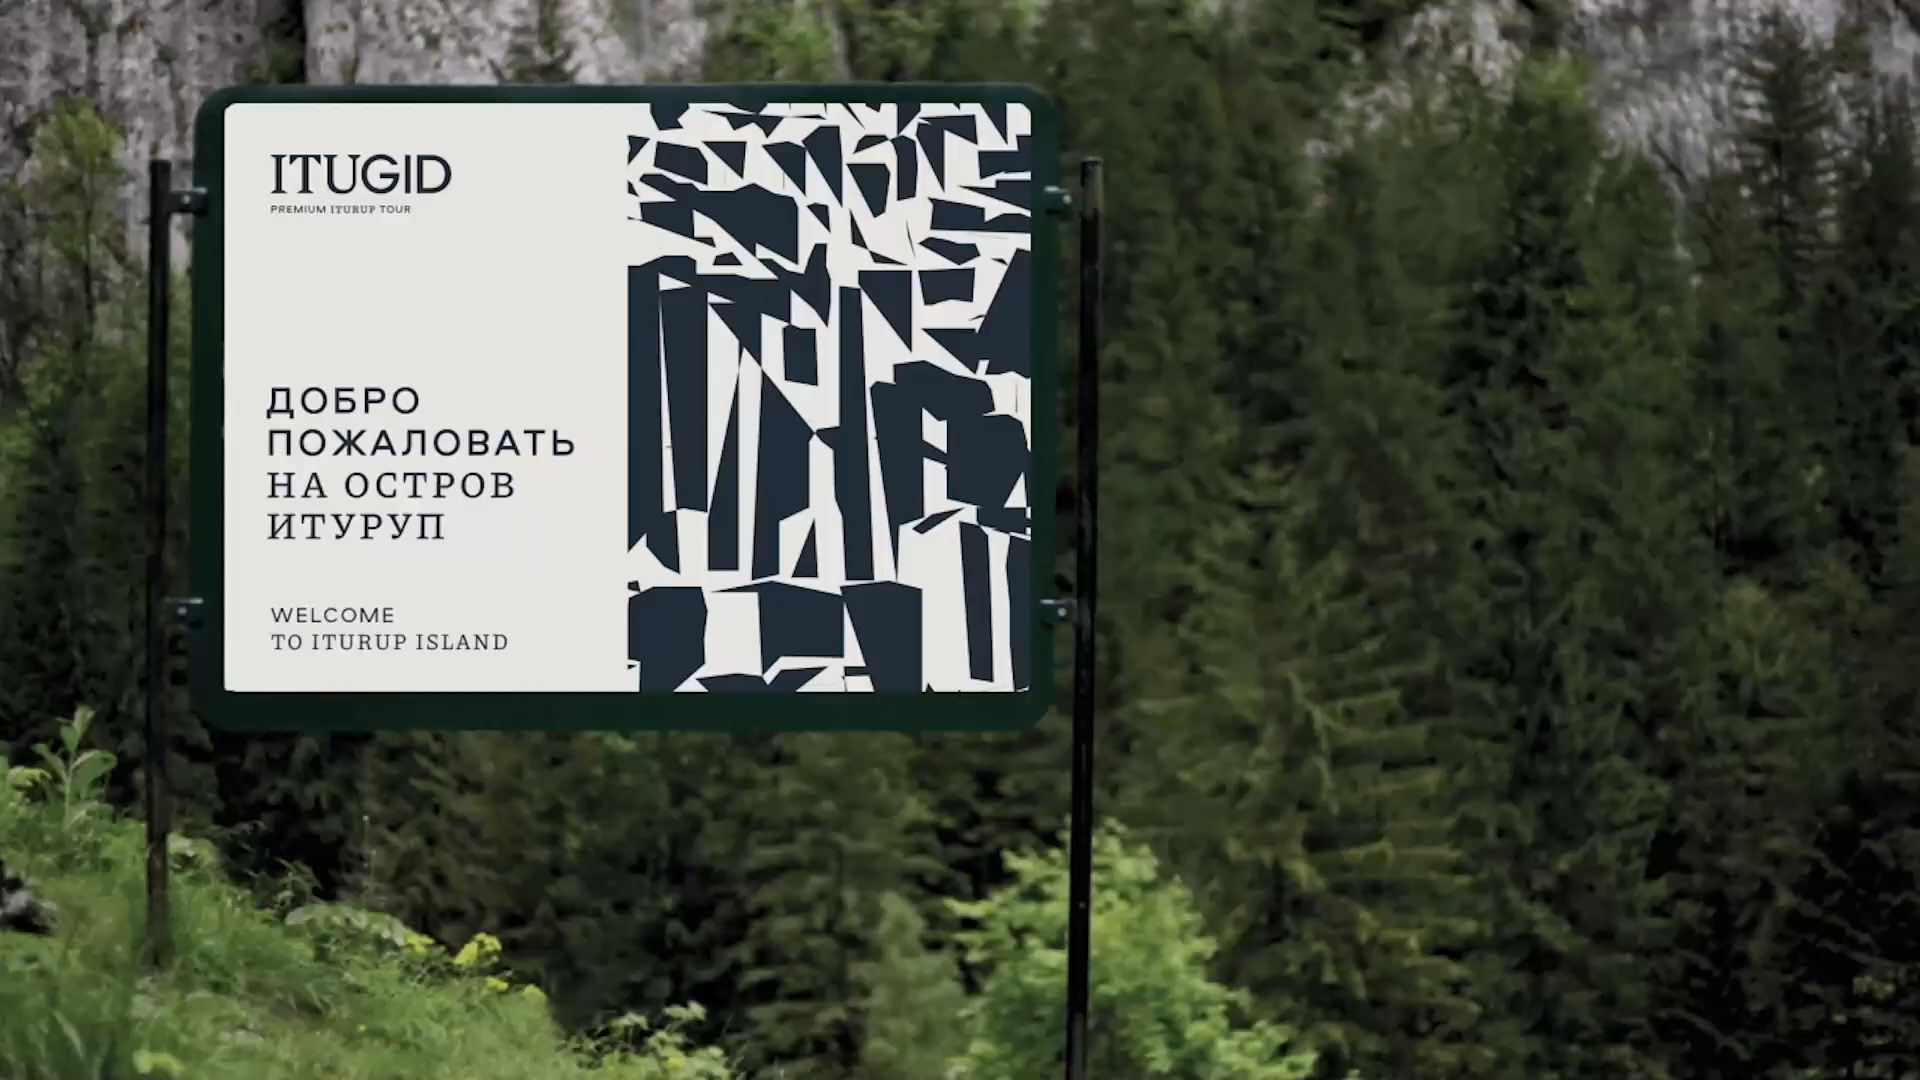 ITUGID
PREMIUM ITURUP TOUR
ДОБРО
ПОЖАЛОВАТЬ
НА ОСТРОВ
ИТУРУП
WELCOME
TO ITURUP ISLAND